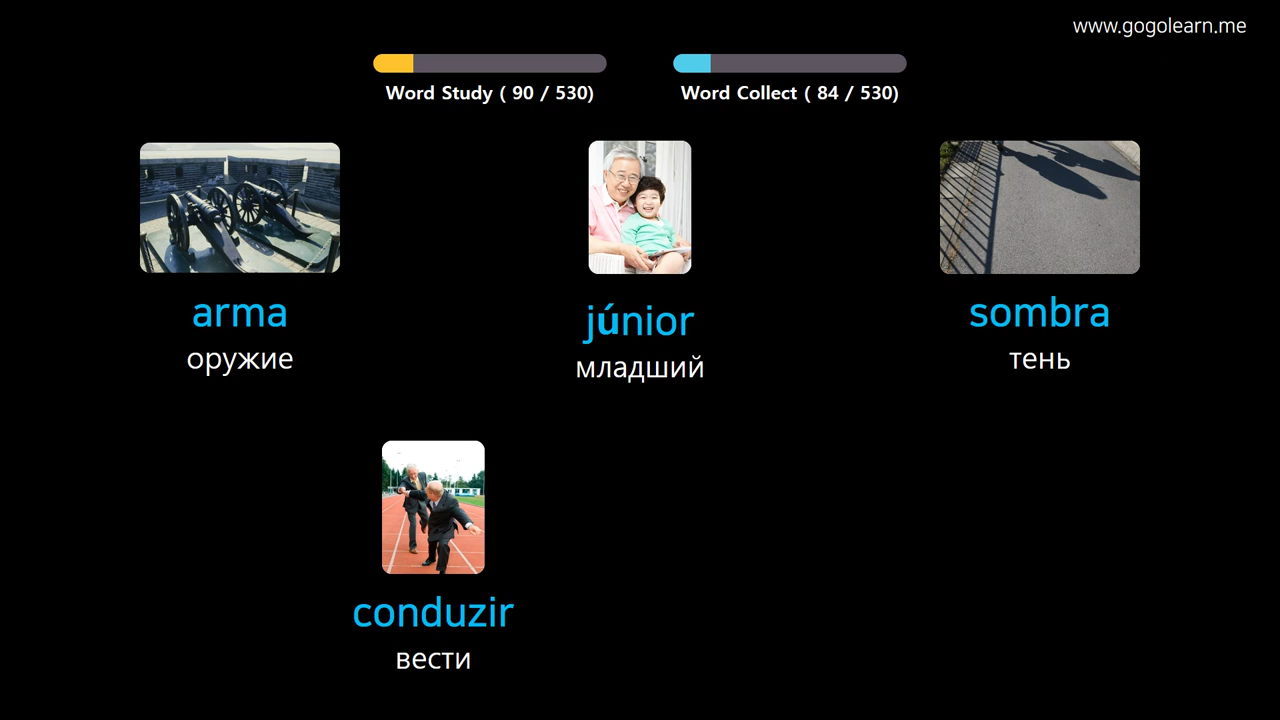 www.gogolearn.me
Word Study ( 90 / 530)
Word Collect ( 84 / 530)
arma
оружие
júnior
младший
sombra
тень
conduzir
вести